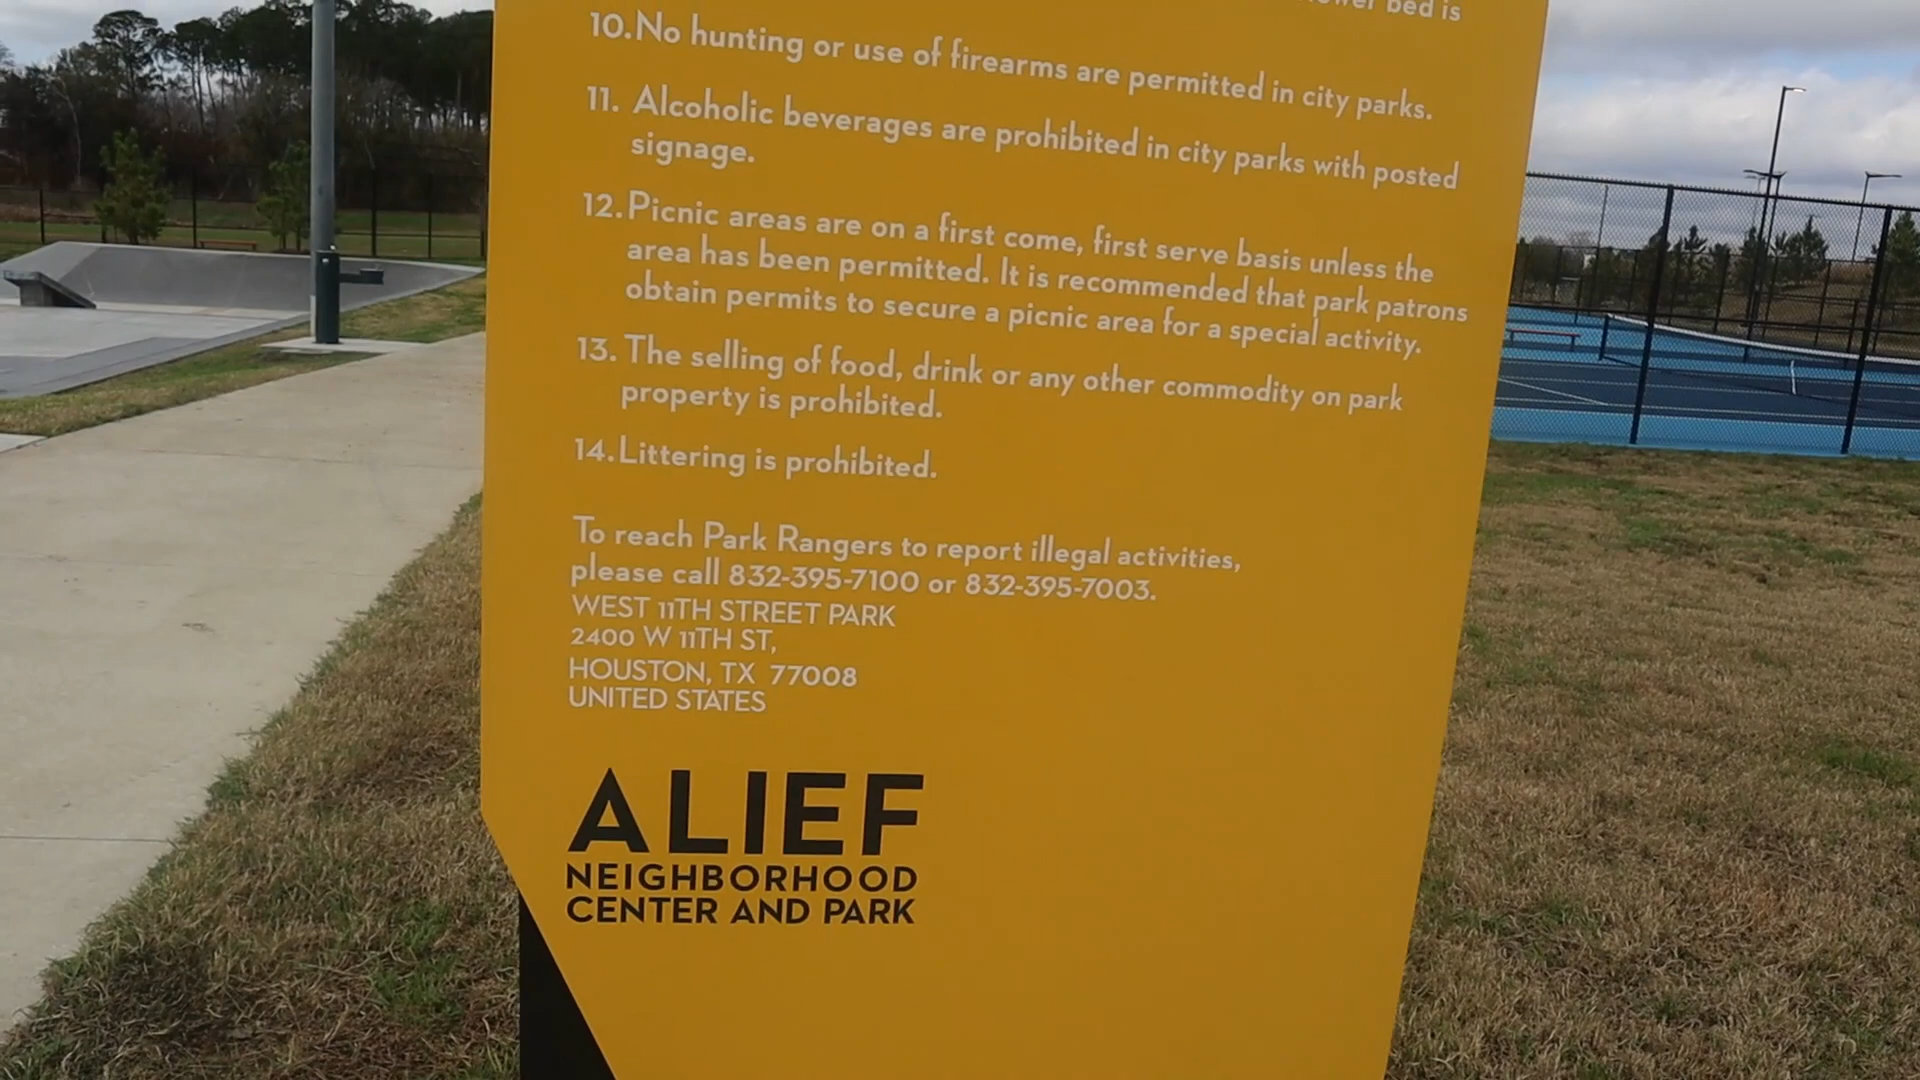 bed is
10. No hunting or use of firearms are permitted in city parks.
11. Alcoholic beverages are prohibited in city parks with posted
signage.
12. Picnic areas are on a first come, first serve basis unless the
area has been permitted. It is recommended that park patrons
obtain permits to secure a picnic area for a special activity.
13. The selling of food, drink or any other commodity on park
property is prohibited.
14. Littering is prohibited.
To reach Park Rangers to report illegal activities,
please call 832-395-7100 or 832-395-7003.
WEST 11TH STREET PARK
2400 W 11TH ST,
HOUSTON, TX 77008
UNITED STATES
ALIEF
NEIGHBORHOOD
CENTER AND PARK